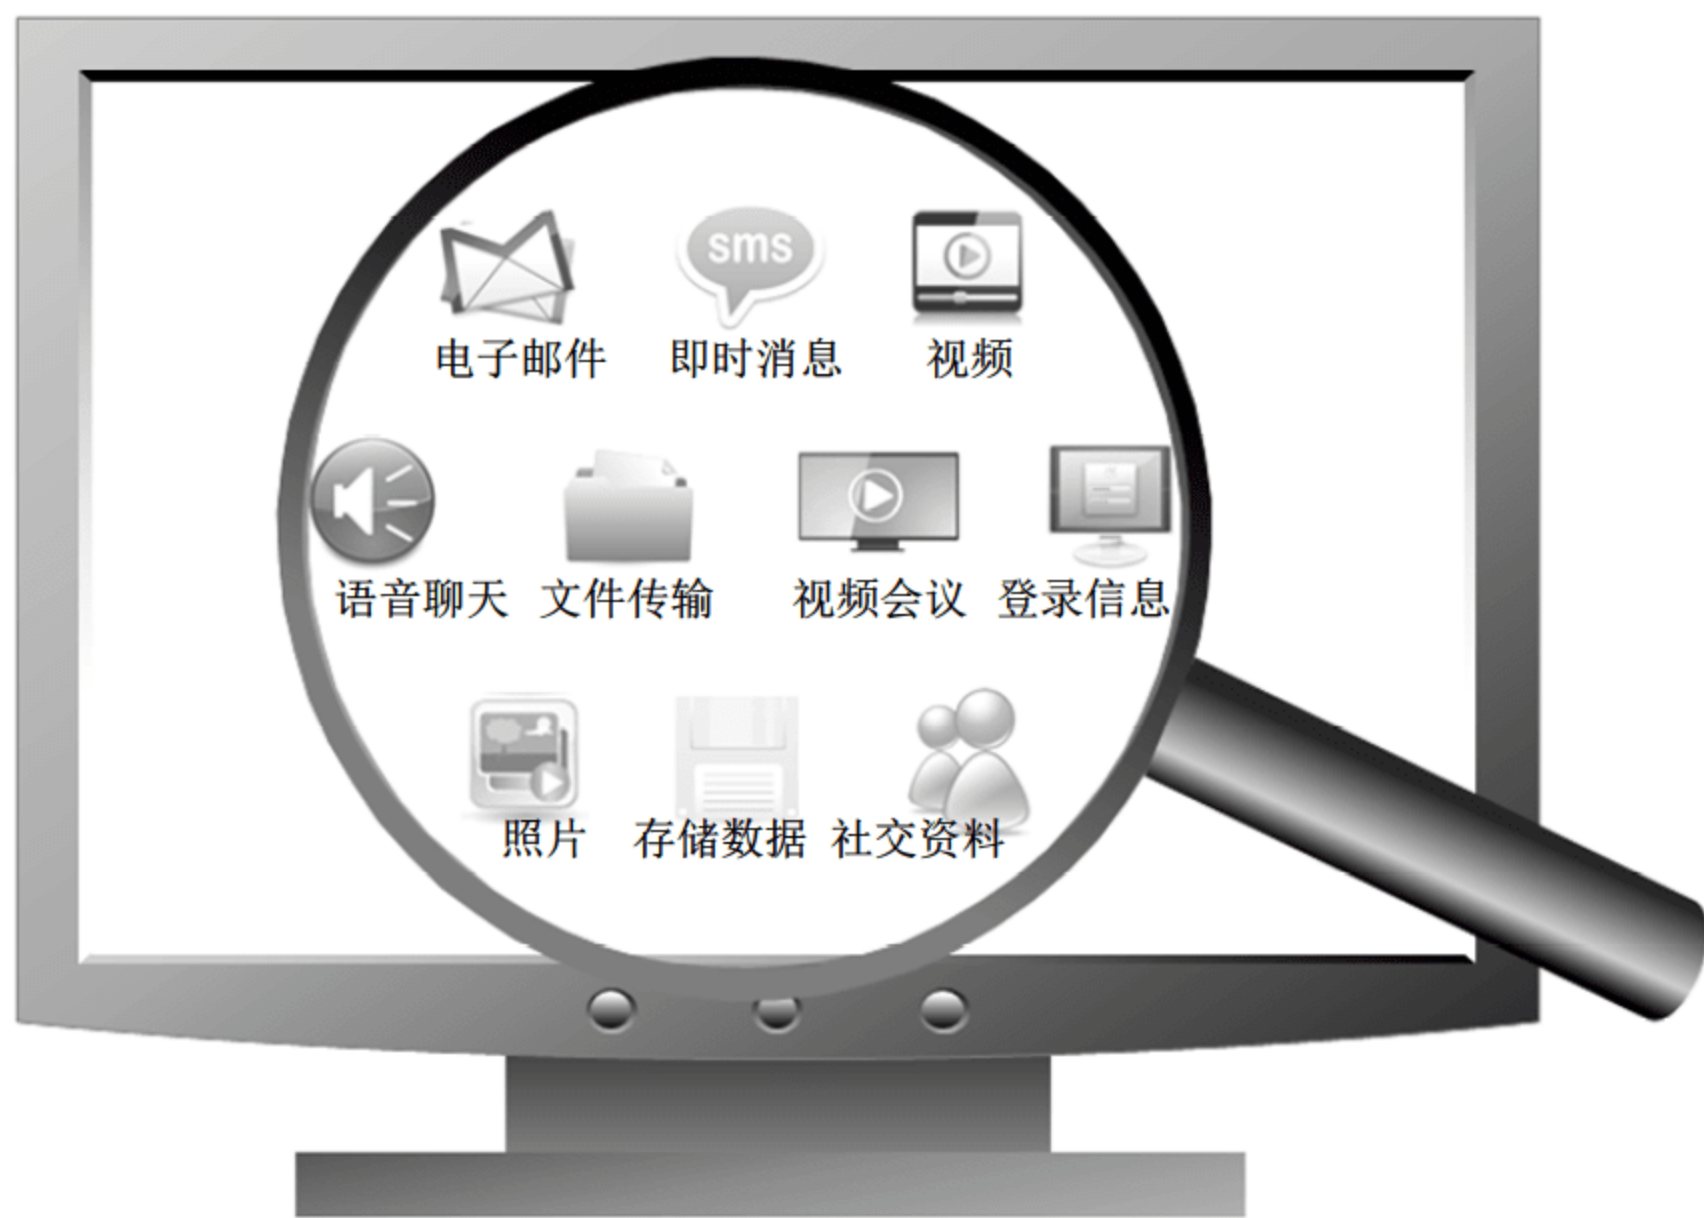 sms
电子邮件 即时消息 视频
语音聊天 文件传输 视频会议 登录信息
照片 存储数据 社交资料